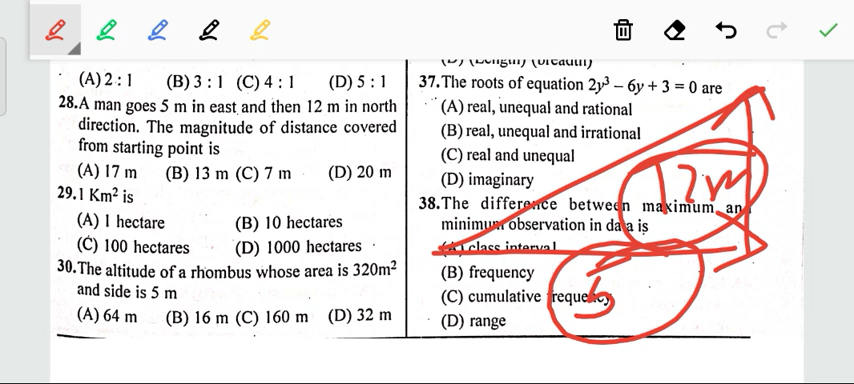 (A) 2 : 1 (B) 3 : 1 (C) 4 : 1 (D) 5 : 1
28.A man goes 5 m in east and then 12 m in north
direction. The magnitude of distance covered
from starting point is
(A) 17 m (B) 13 m (C) 7 m (D) 20 m
29.1 Km² is
(A) 1 hectare (B) 10 hectares
(C) 100 hectares (D) 1000 hectares
30.The altitude of a rhombus whose area is 320m²
and side is 5 m
(A) 64 m (B) 16 m (C) 160 m (D) 32 m
(D) (Length) (breadth)
37.The roots of equation 2y³ – 6y + 3 = 0 are
(A) real, unequal and rational
(B) real, unequal and irrational
(C) real and unequal
(D) imaginary
38.The difference between maximum and
minimum observation in data is
(A) class interval
(B) frequency
(C) cumulative frequency
(D) range
12 m
5